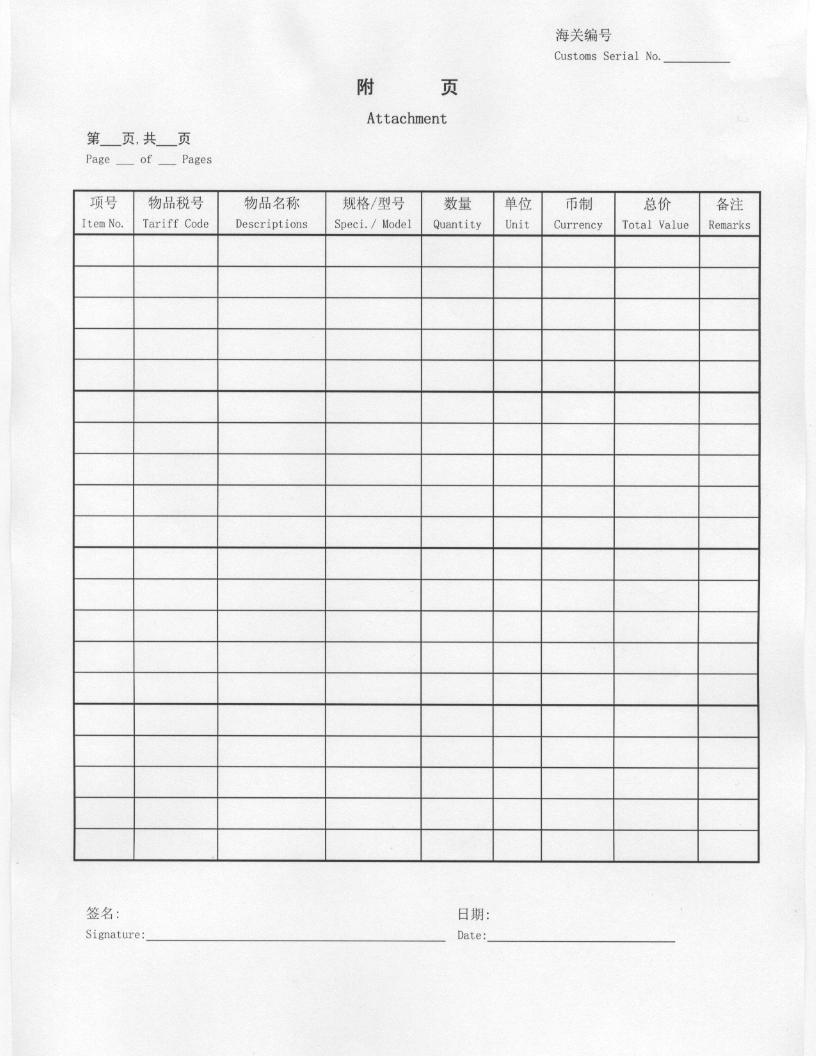 海关编号
Customs Serial No.__________
附 页
Attachment
第___页,共___页
Page ___ of ___ Pages
项号 物品税号 物品名称 规格/型号 数量 单位 币制 总价 备注
Item No. Tariff Code Descriptions Speci./ Model Quantity Unit Currency Total Value Remarks
签名: 日期:
Signature:__________ Date:__________